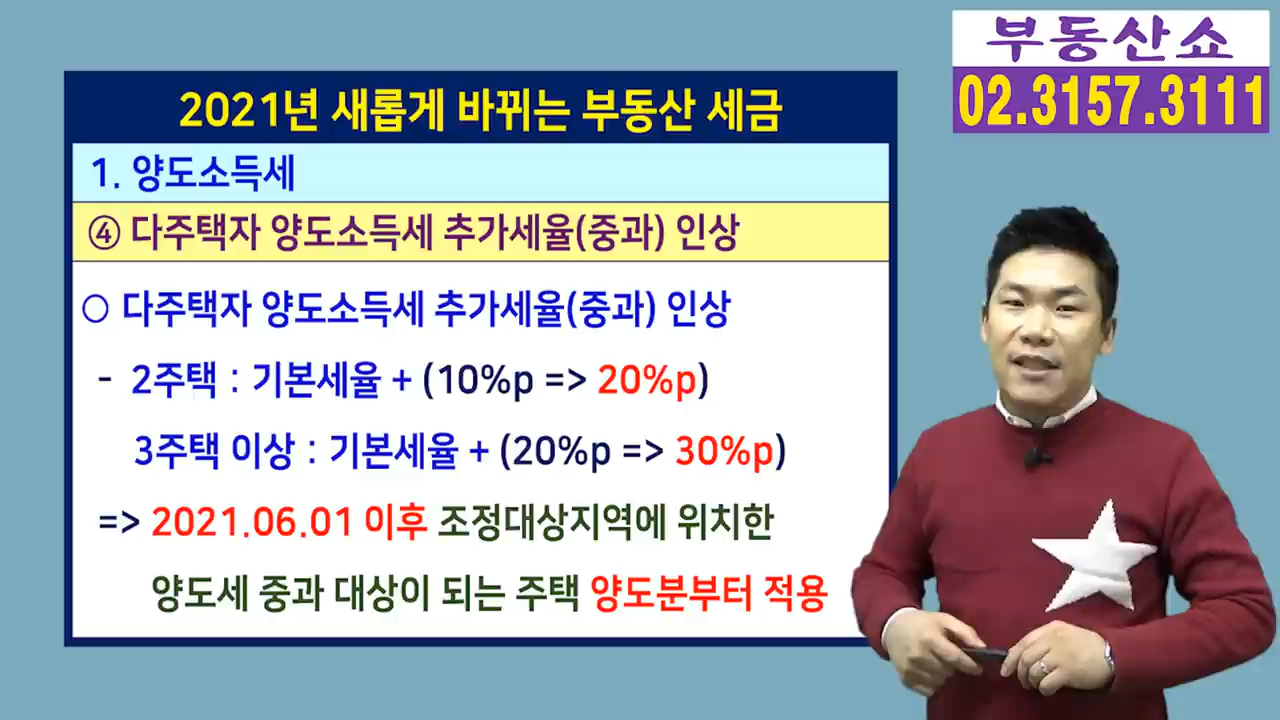 부동산쇼
02.3157.3111
2021년 새롭게 바뀌는 부동산 세금
1. 양도소득세
④ 다주택자 양도소득세 추가세율(중과) 인상
○ 다주택자 양도소득세 추가세율(중과) 인상
- 2주택 : 기본세율 + (10%p => 20%p)
3주택 이상 : 기본세율 + (20%p => 30%p)
=> 2021.06.01 이후 조정대상지역에 위치한
양도세 중과 대상이 되는 주택 양도분부터 적용